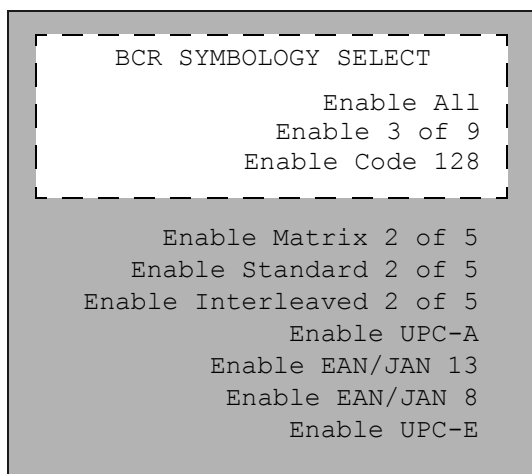 BCR SYMBOLOGY SELECT
Enable All
Enable 3 of 9
Enable Code 128
Enable Matrix 2 of 5
Enable Standard 2 of 5
Enable Interleaved 2 of 5
Enable UPC-A
Enable EAN/JAN 13
Enable EAN/JAN 8
Enable UPC-E